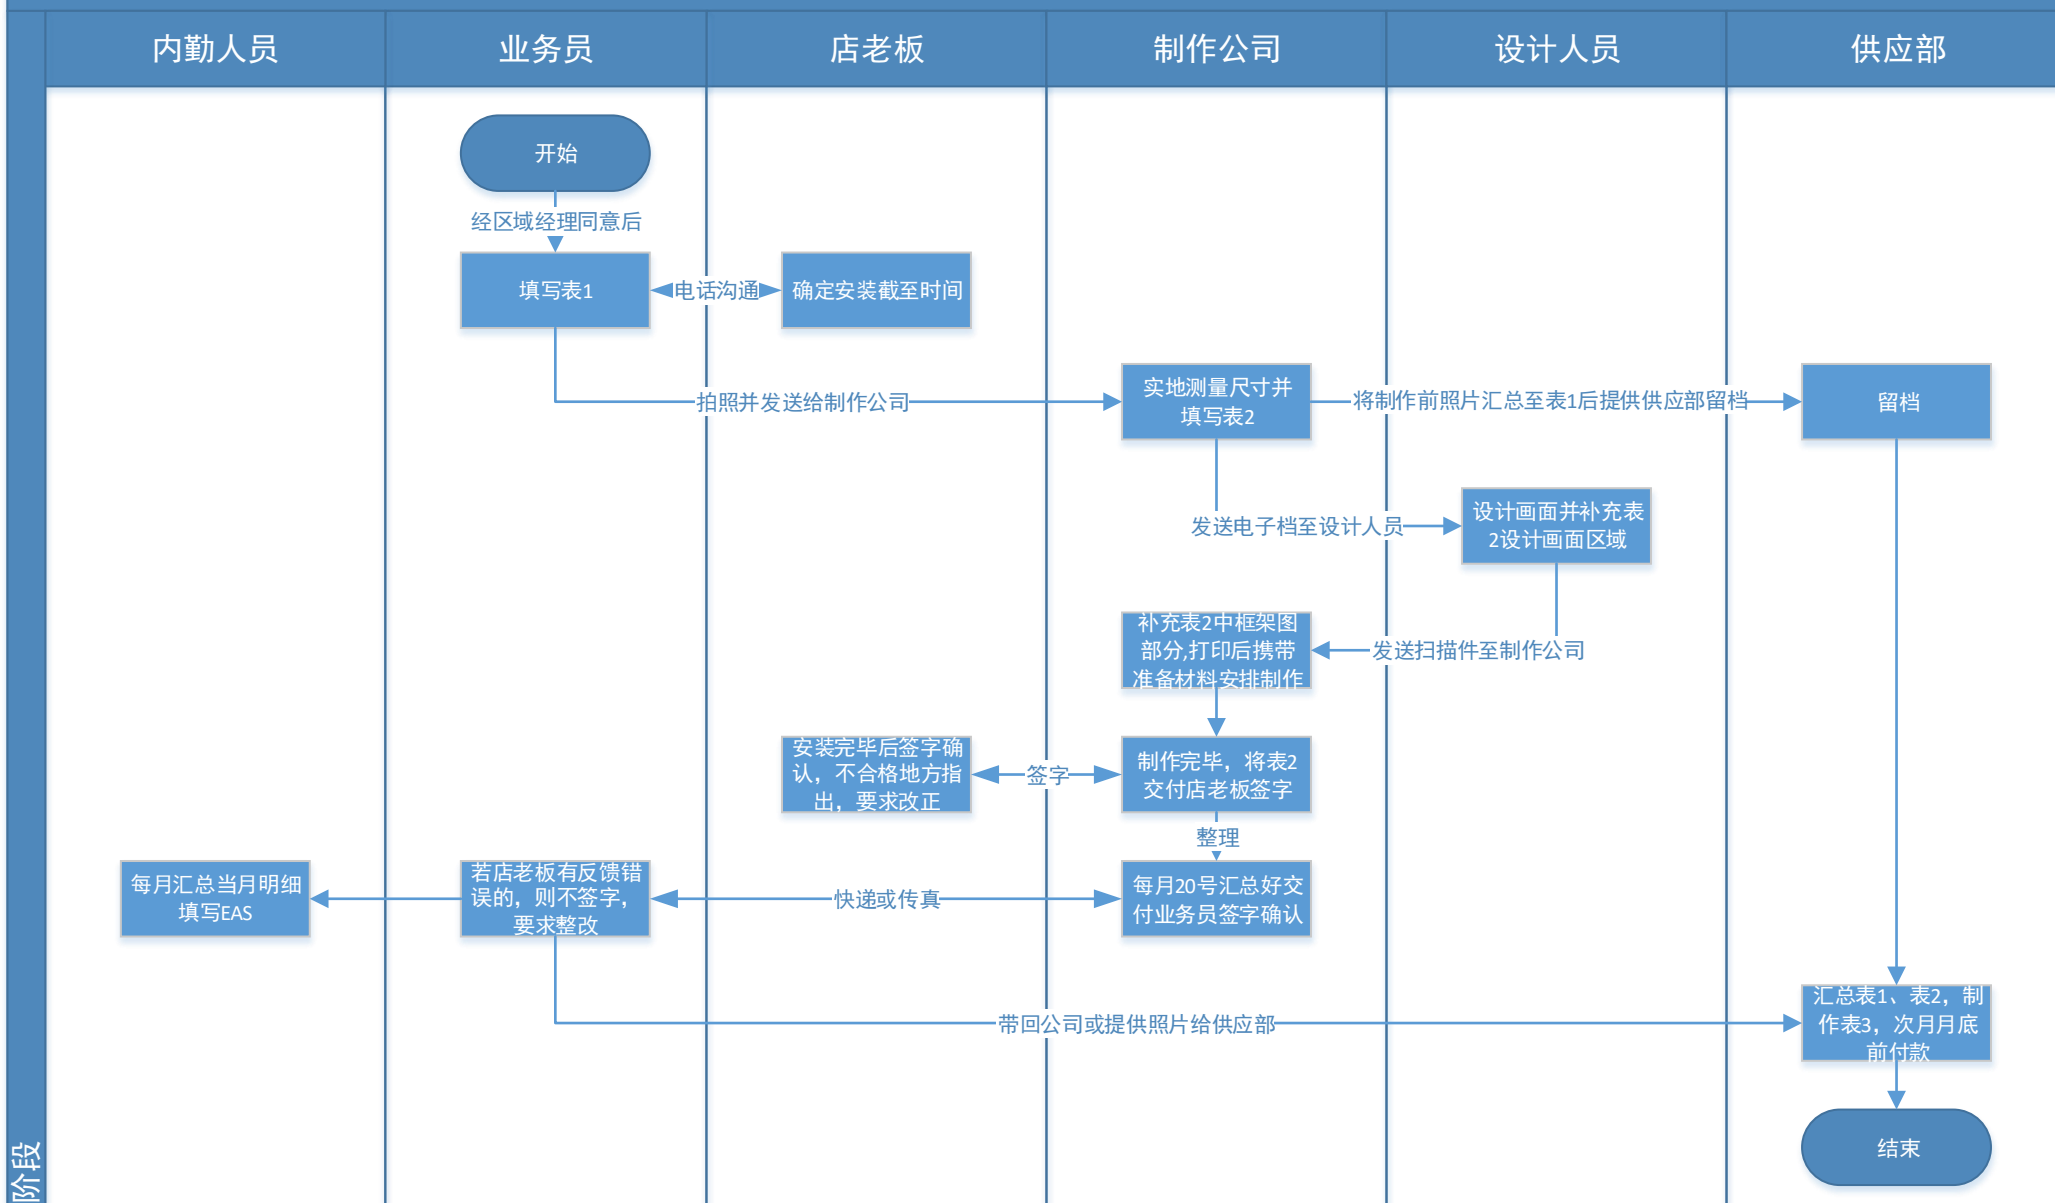 内勤人员
业务员
店老板
制作公司
设计人员
供应部
开始
经区域经理同意后
填写表1
电话沟通
确定安装截至时间
拍照并发送给制作公司
实地测量尺寸并
填写表2
将制作前照片汇总至表1后提供供应部留档
留档
发送电子档至设计人员
设计画面并补充表
2设计画面区域
补充表2中框架图
部分,打印后携带
准备材料安排制作
发送扫描件至制作公司
安装完毕后签字确
认，不合格地方指
出，要求改正
签字
制作完毕，将表2
交付店老板签字
整理
每月汇总当月明细
填写EAS
若店老板有反馈错
误的，则不签字，
要求整改
快递或传真
每月20号汇总好交
付业务员签字确认
带回公司或提供照片给供应部
汇总表1、表2，制
作表3，次月月底
前付款
结束
阶段